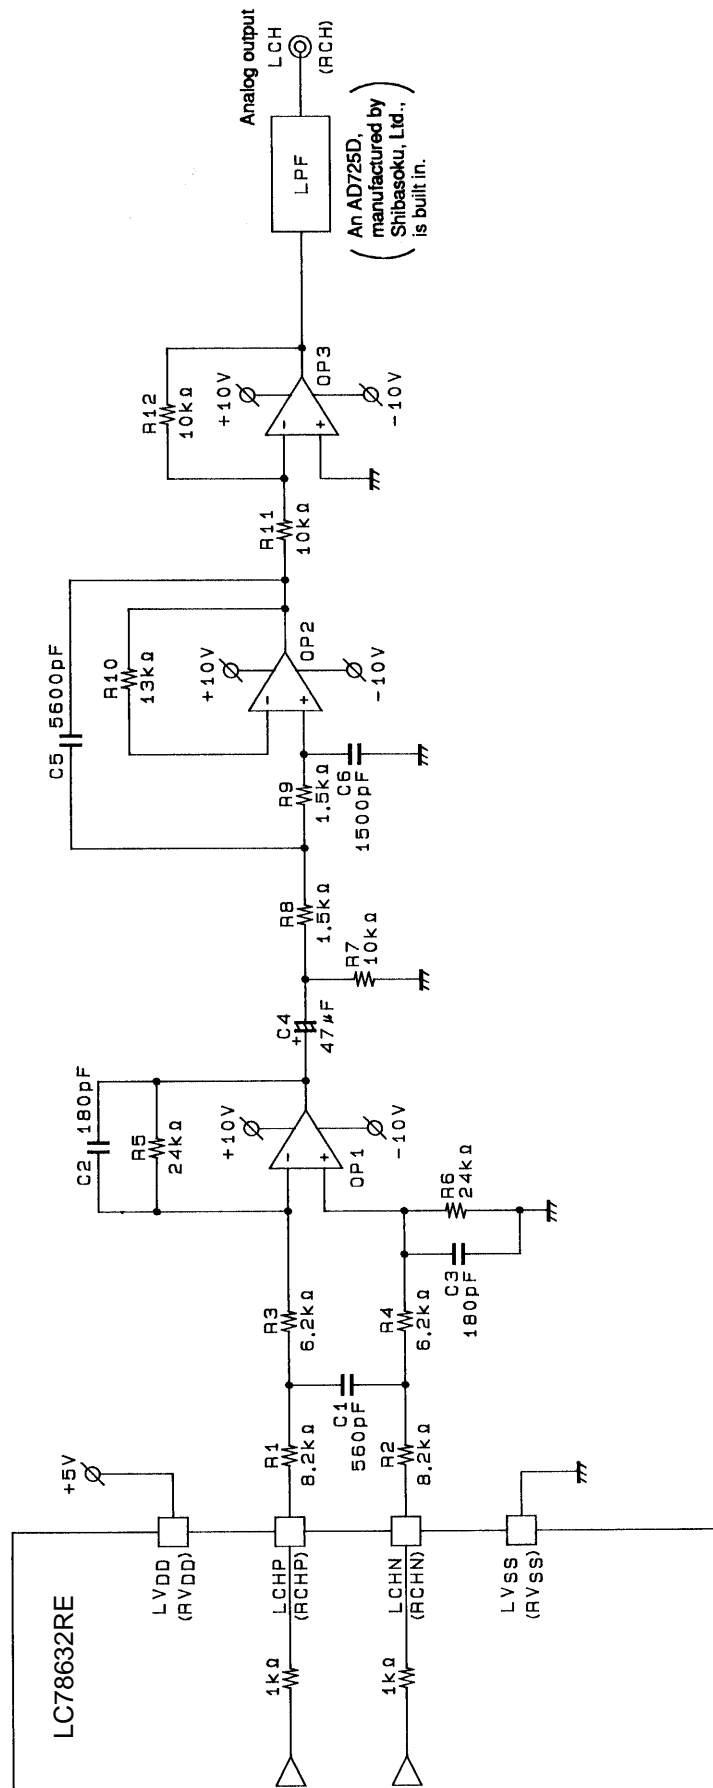 LC78632RE
1kΩ
1kΩ
LVDD
(RVDD)
LCHP
(RCHP)
LCHN
(RCHN)
LVSS
(RVSS)
+5V
R1
8.2kΩ
C1
560pF
R2
8.2kΩ
R3
6.2kΩ
R4
6.2kΩ
C3
180pF
R6
24kΩ
C2
180pF
R5
24kΩ
+10V
-
+
OP1
-10V
C4
+
47μF
R7
10kΩ
R8
1.5kΩ
R9
1.5kΩ
C6
1500pF
C5
5600pF
R10
13kΩ
+10V
-
+
OP2
-10V
R11
10kΩ
R12
10kΩ
+10V
-
+
OP3
-10V
LPF
An AD725D,
manufactured by
Shibasoku, Ltd.,
is built in.
Analog output
LCH
(RCH)